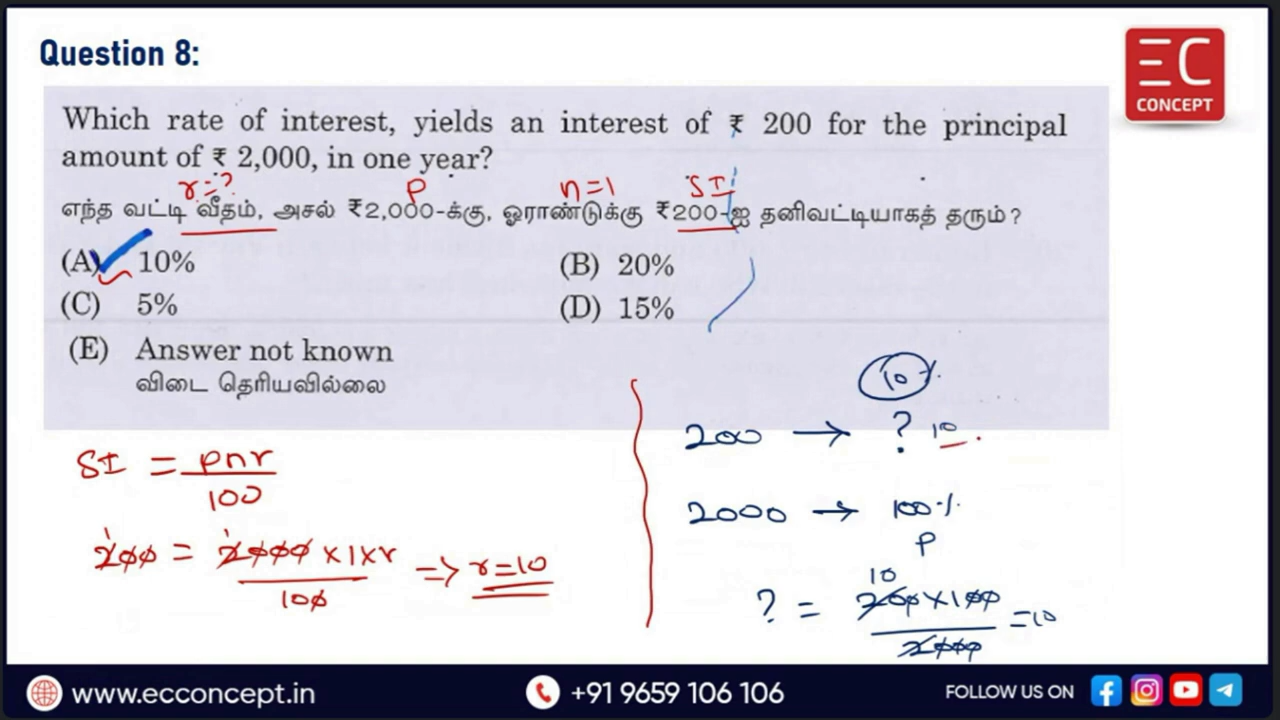 Question 8:
EC
CONCEPT
Which rate of interest, yields an interest of ₹ 200 for the principal
amount of ₹ 2,000, in one year?
r=? P n=1 SI
எந்த வட்டி வீதம், அசல் ₹2,000-க்கு, ஓராண்டுக்கு ₹200-ஐ தனிவட்டியாகத் தரும்?
(A) 10% (B) 20%
(C) 5% (D) 15%
(E) Answer not known
விடை தெரியவில்லை
10%
200 → ? 10
SI = pnr
100
2000 → 100%
P
1 1
200 = 2000 x 1 x r => r=10
100
10
? = 200 x 100 = 10
2000
www.ecconcept.in +91 9659 106 106 FOLLOW US ON